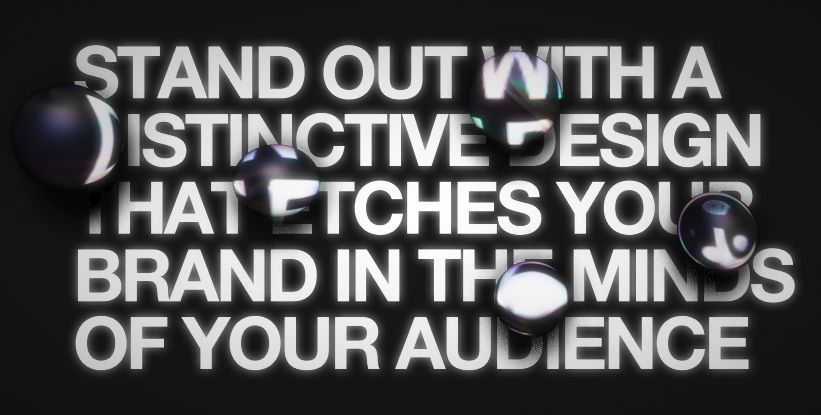 STAND OUT WITH A
DISTINCTIVE DESIGN
THAT ETCHES YOUR
BRAND IN THE MINDS
OF YOUR AUDIENCE